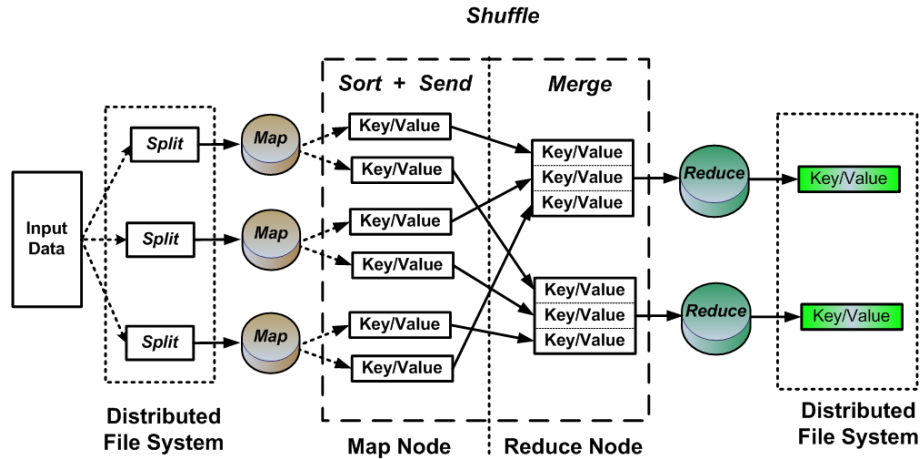 Shuffle
Sort + Send
Merge
Input
Data
Split
Split
Split
Map
Map
Map
Key/Value
Key/Value
Key/Value
Key/Value
Key/Value
Key/Value
Key/Value
Key/Value
Key/Value
Key/Value
Key/Value
Key/Value
Reduce
Reduce
Key/Value
Key/Value
Distributed
File System
Map Node
Reduce Node
Distributed
File System